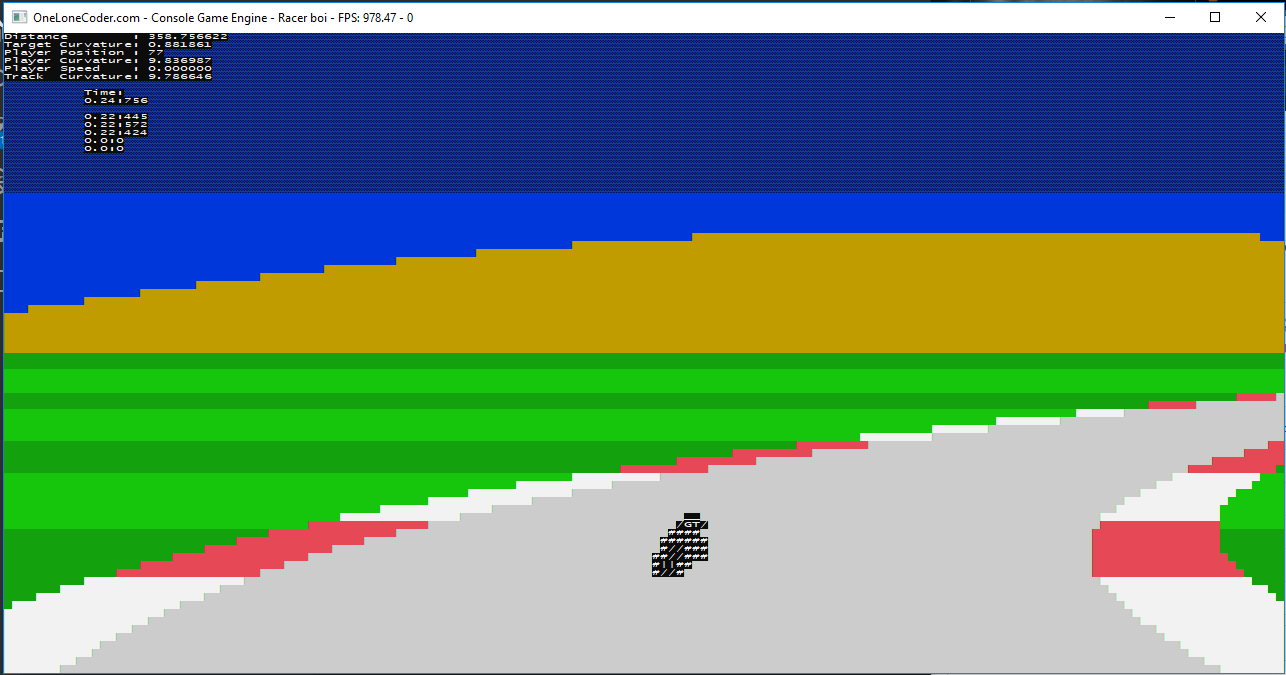 OneLoneCoder.com - Console Game Engine - Racer boi - FPS: 978.47 - 0
Distance        : 358.756622
Target Curvature: 0.881861
Player Position : 77
Player Curvature: 9.836987
Player Speed    : 0.000000
Track  Curvature: 9.786646
Time:
0.24:756
0.22:445
0.22:572
0.22:424
0.0:0
0.0:0
/GT/
####
######
#//###
##//###
#||##
#//#